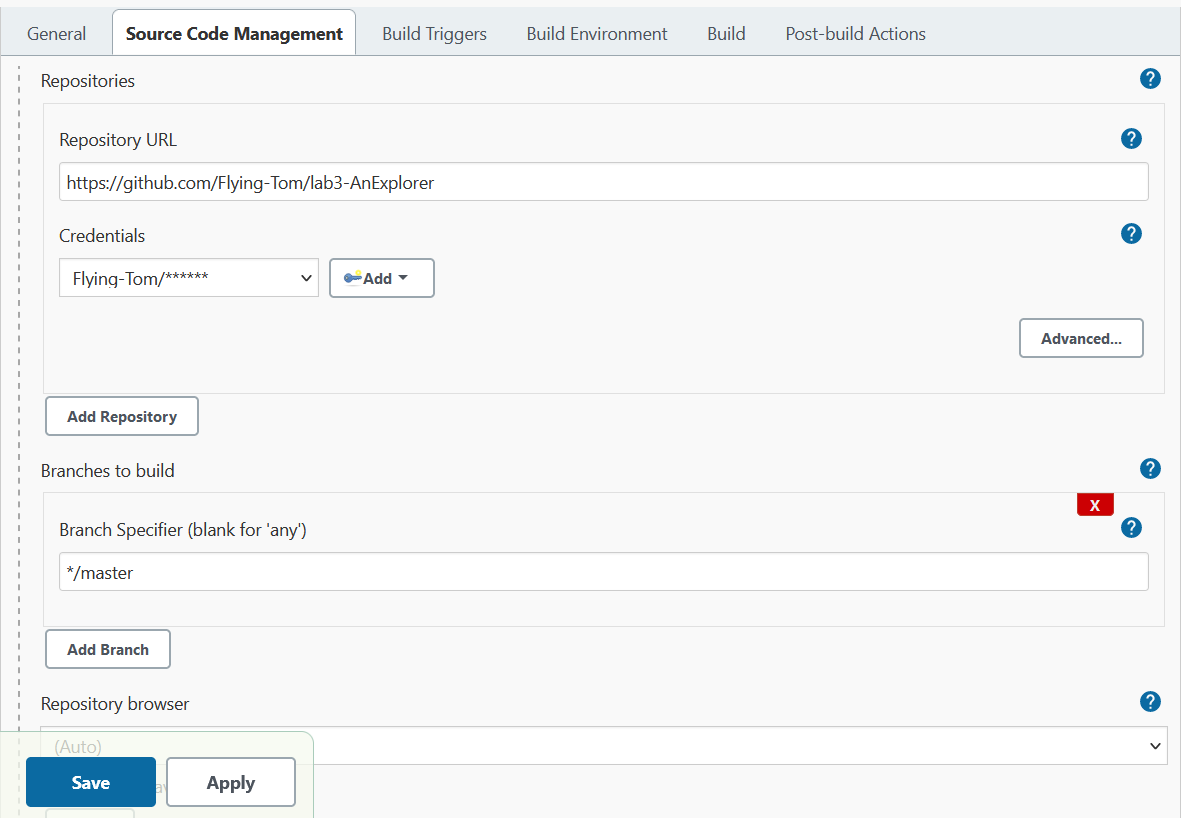 General Source Code Management Build Triggers Build Environment Build Post-build Actions
Repositories
Repository URL
https://github.com/Flying-Tom/lab3-AnExplorer
Credentials
Flying-Tom/****** Add
Advanced...
Add Repository
Branches to build
X
Branch Specifier (blank for 'any')
*/master
Add Branch
Repository browser
(Auto)
Save Apply